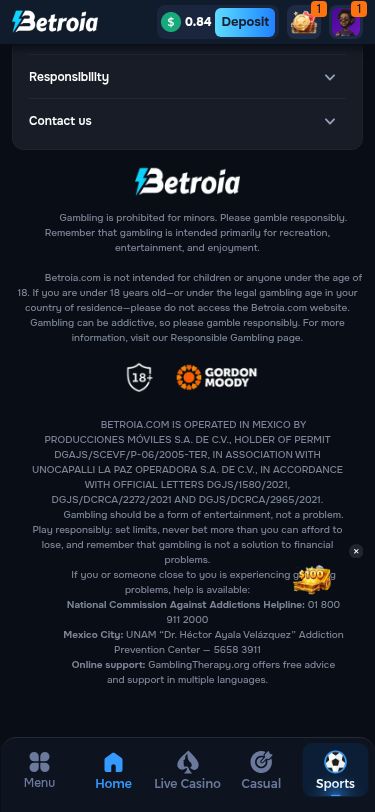 Betroia
$ 0.84 Deposit
1
1
Responsibility
Contact us
Betroia
Gambling is prohibited for minors. Please gamble responsibly.
Remember that gambling is intended primarily for recreation,
entertainment, and enjoyment.
Betroia.com is not intended for children or anyone under the age of
18. If you are under 18 years old—or under the legal gambling age in your
country of residence—please do not access the Betroia.com website.
Gambling can be addictive, so please gamble responsibly. For more
information, visit our Responsible Gambling page.
18+
GORDON
MOODY
BETROIA.COM IS OPERATED IN MEXICO BY
PRODUCCIONES MÓVILES S.A. DE C.V., HOLDER OF PERMIT
DGAJS/SCEVF/P-06/2005-TER, IN ASSOCIATION WITH
UNOCAPALLI LA PAZ OPERADORA S.A. DE C.V., IN ACCORDANCE
WITH OFFICIAL LETTERS DGJS/1580/2021,
DGJS/DCRCA/2272/2021 AND DGJS/DCRCA/2965/2021.
Gambling should be a form of entertainment, not a problem.
Play responsibly: set limits, never bet more than you can afford to
lose, and remember that gambling is not a solution to financial
problems.
If you or someone close to you is experiencing
$100
problems, help is available:
National Commission Against Addictions Helpline: 01 800
911 2000
Mexico City: UNAM “Dr. Héctor Ayala Velázquez” Addiction
Prevention Center — 5658 3911
Online support: GamblingTherapy.org offers free advice
and support in multiple languages.
Menu
Home
Live Casino
Casual
Sports